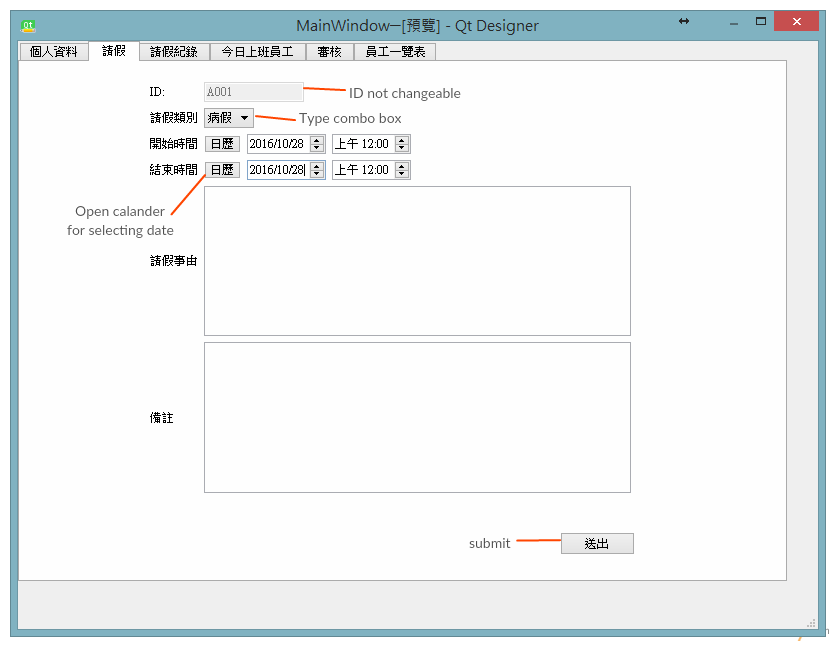 MainWindow─[預覽] - Qt Designer
個人資料 請假 請假紀錄 今日上班員工 審核 員工一覽表
ID: A001 ID not changeable
請假類別 病假 Type combo box
開始時間 日歷 2016/10/28 上午 12:00
結束時間 日歷 2016/10/28 上午 12:00
Open calander
for selecting date
請假事由
備註
submit 送出